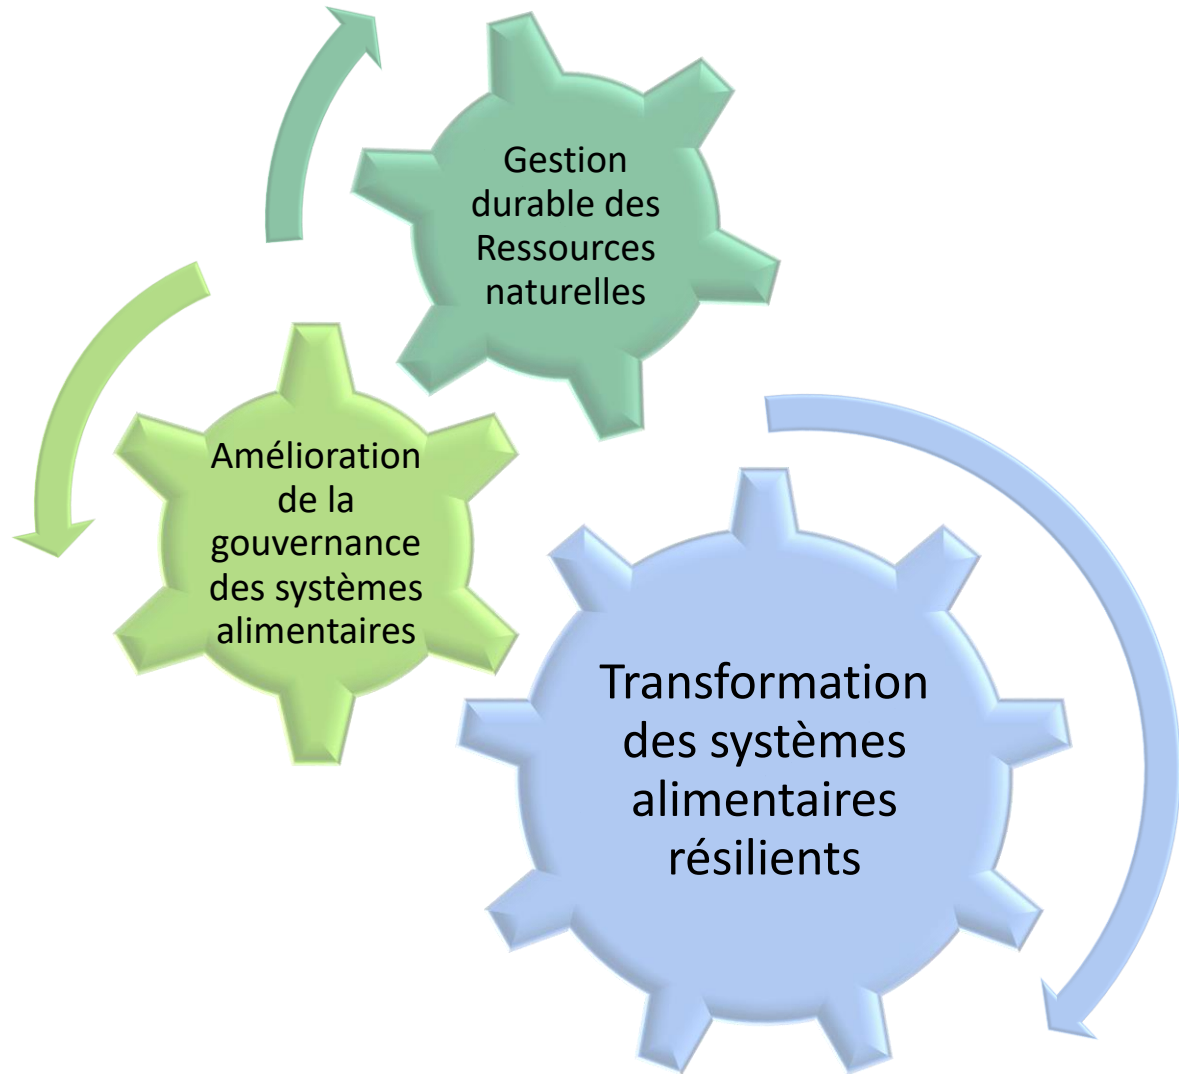 Gestion
durable des
Ressources
naturelles
Amélioration
de la
gouvernance
des systèmes
alimentaires
Transformation
des systèmes
alimentaires
résilients